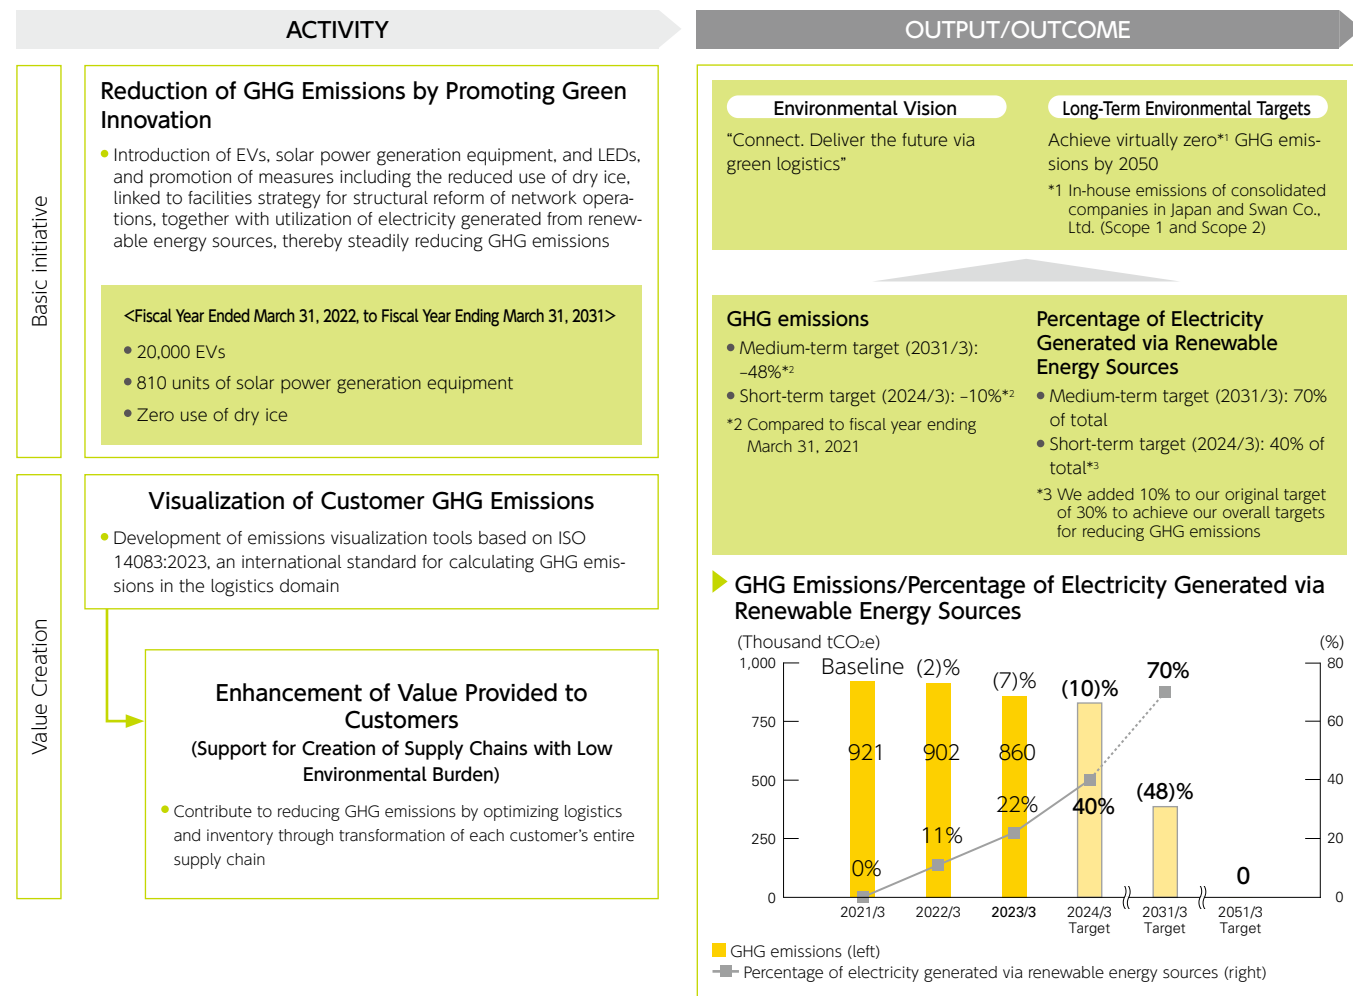 ACTIVITY
Basic initiative
Reduction of GHG Emissions by Promoting Green
Innovation
• Introduction of EVs, solar power generation equipment, and LEDs,
and promotion of measures including the reduced use of dry ice,
linked to facilities strategy for structural reform of network opera-
tions, together with utilization of electricity generated from renew-
able energy sources, thereby steadily reducing GHG emissions
<Fiscal Year Ended March 31, 2022, to Fiscal Year Ending March 31, 2031>
• 20,000 EVs
• 810 units of solar power generation equipment
• Zero use of dry ice
Value Creation
Visualization of Customer GHG Emissions
• Development of emissions visualization tools based on ISO
14083:2023, an international standard for calculating GHG emis-
sions in the logistics domain
Enhancement of Value Provided to
Customers
(Support for Creation of Supply Chains with Low
Environmental Burden)
• Contribute to reducing GHG emissions by optimizing logistics
and inventory through transformation of each customer's entire
supply chain
OUTPUT/OUTCOME
Environmental Vision
"Connect. Deliver the future via
green logistics"
Long-Term Environmental Targets
Achieve virtually zero*1 GHG emis-
sions by 2050
*1 In-house emissions of consolidated
companies in Japan and Swan Co.,
Ltd. (Scope 1 and Scope 2)
GHG emissions
• Medium-term target (2031/3):
–48%*2
• Short-term target (2024/3): –10%*2
*2 Compared to fiscal year ending
March 31, 2021
Percentage of Electricity
Generated via Renewable
Energy Sources
• Medium-term target (2031/3): 70%
of total
• Short-term target (2024/3): 40% of
total*3
*3 We added 10% to our original target
of 30% to achieve our overall targets
for reducing GHG emissions
GHG Emissions/Percentage of Electricity Generated via
Renewable Energy Sources
(Thousand tCO2e)
(%)
1,000
750
500
250
0
80
60
40
20
0
Baseline
(2)%
(7)%
(10)%
70%
921
902
860
(48)%
0%
11%
22%
40%
0
2021/3
2022/3
2023/3
2024/3
Target
2031/3
Target
2051/3
Target
GHG emissions (left)
Percentage of electricity generated via renewable energy sources (right)